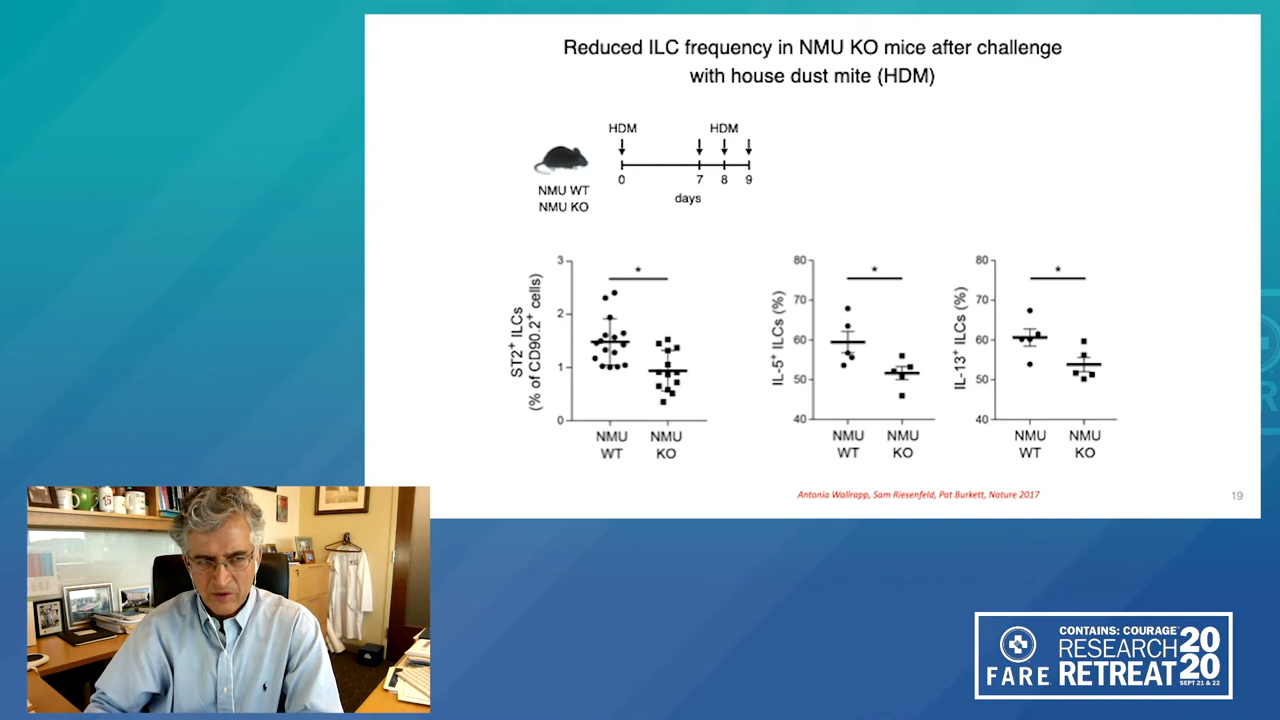 Reduced ILC frequency in NMU KO mice after challenge
with house dust mite (HDM)
HDM HDM
0 7 8 9
days
NMU WT
NMU KO
ST2+ ILCs
(% of CD90.2+ cells)
3
2
1
0
*
NMU
WT
NMU
KO
IL-5+ ILCs (%)
80
70
60
50
40
*
NMU
WT
NMU
KO
IL-13+ ILCs (%)
80
70
60
50
40
*
NMU
WT
NMU
KO
Antonia Wallrapp, Sam Riesenfeld, Pat Burkett, Nature 2017
19
15
FARE
CONTAINS: COURAGE
RESEARCH
RETREAT
2020
SEPT 21 & 22